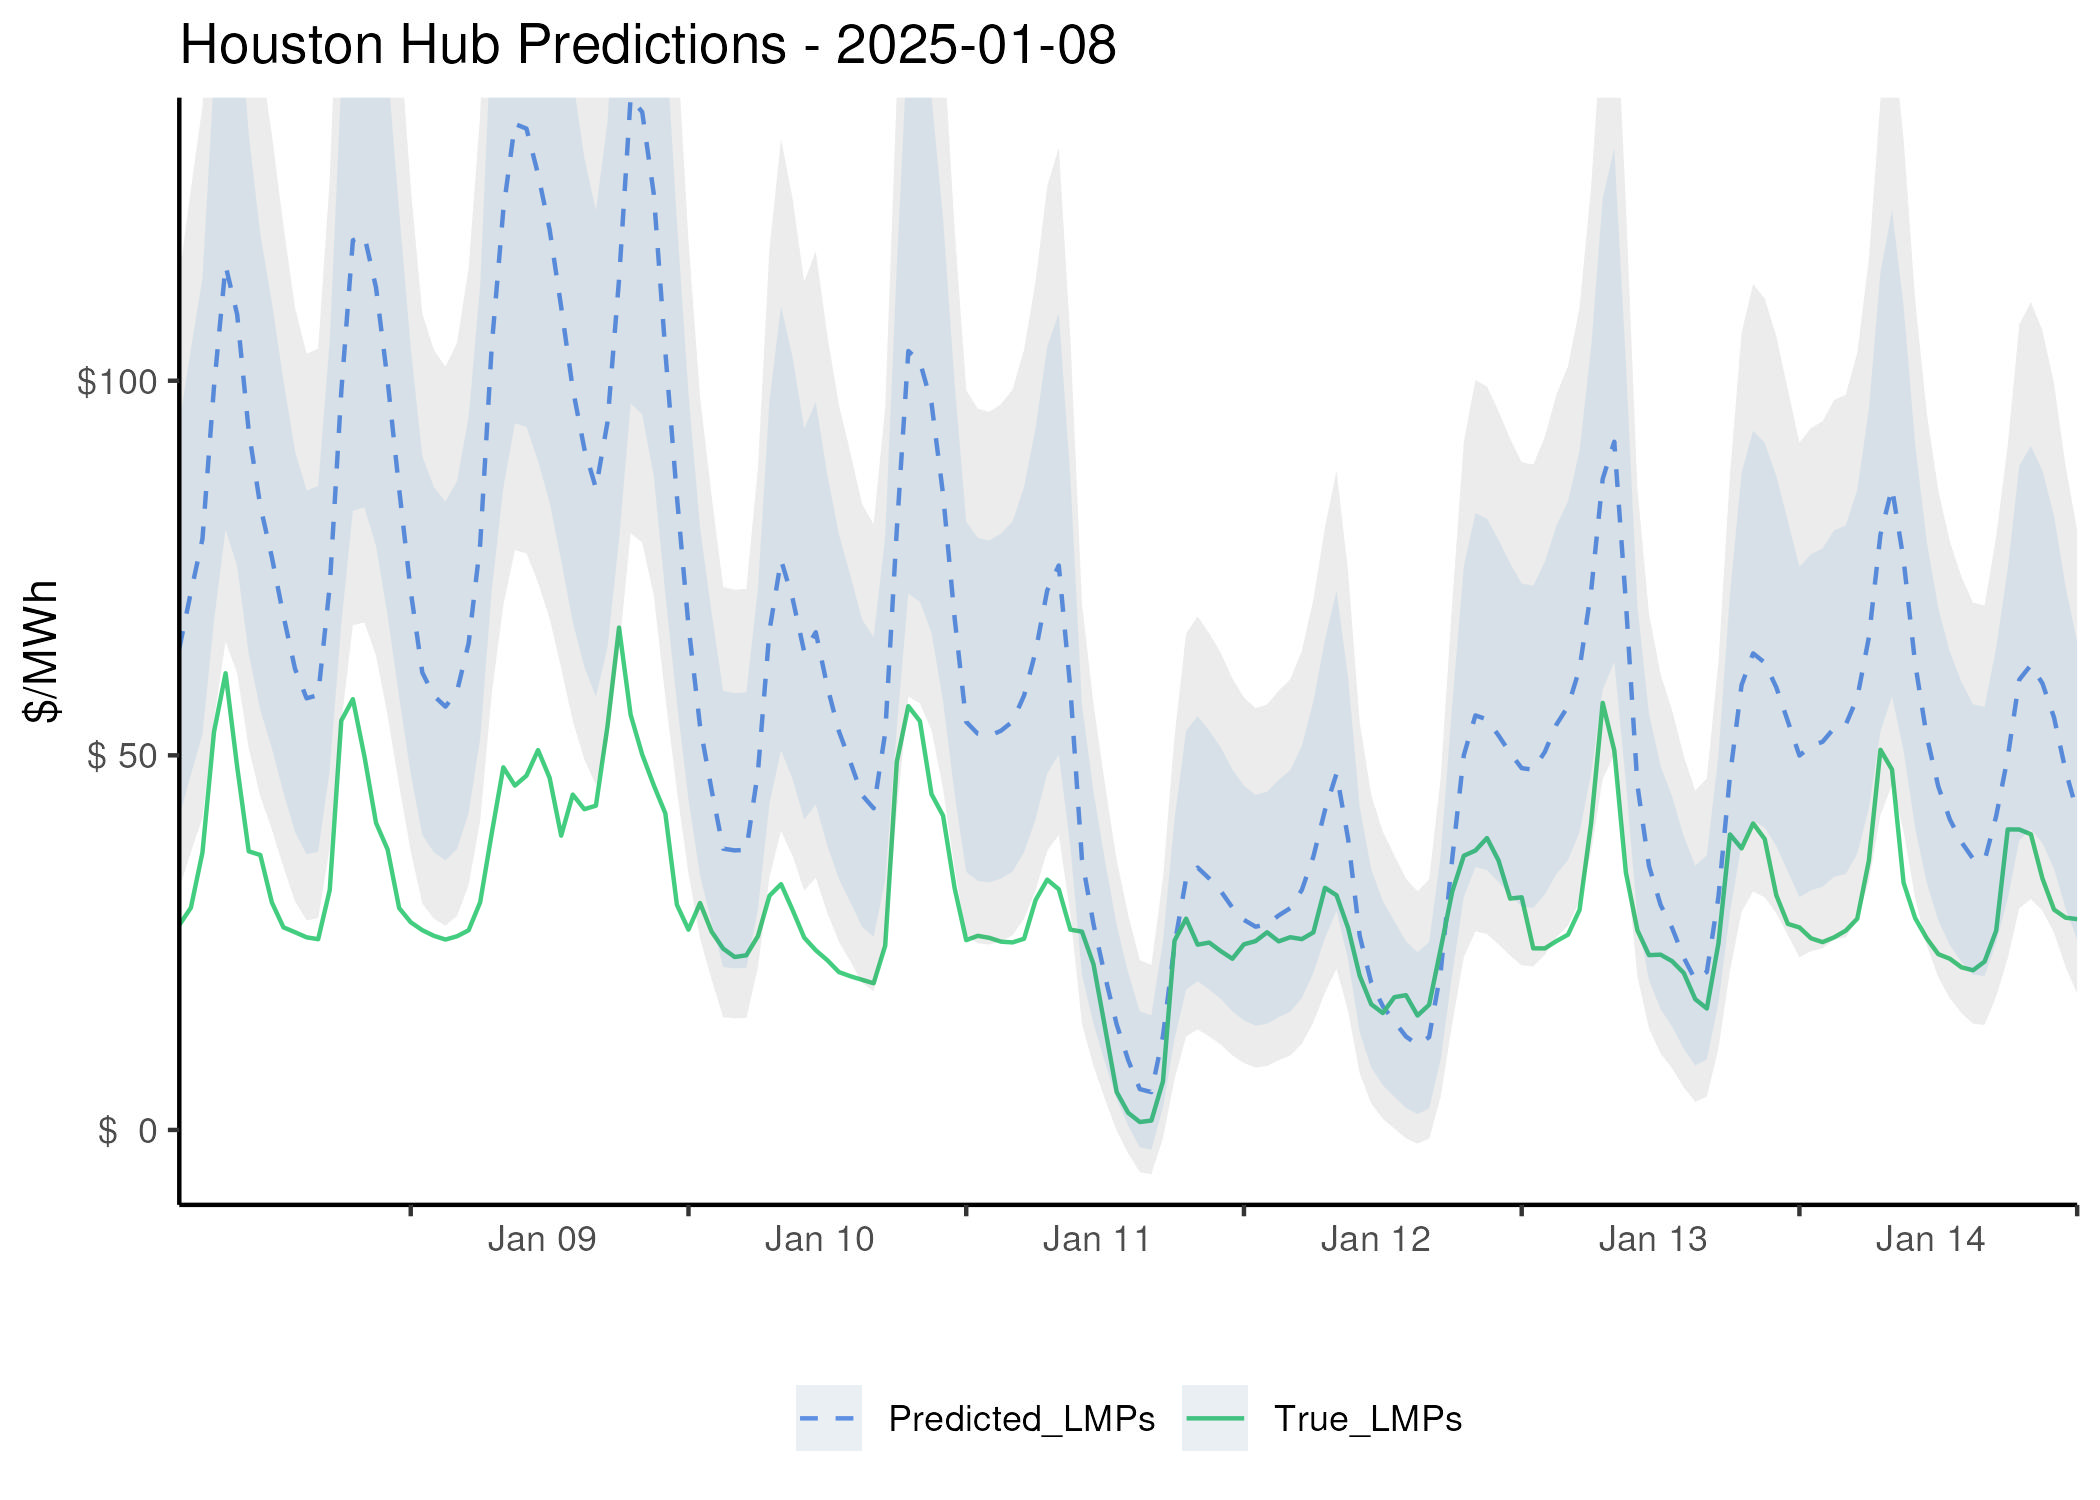 Houston Hub Predictions - 2025-01-08
$/MWh
$100
$ 50
$ 0
Jan 09 Jan 10 Jan 11 Jan 12 Jan 13 Jan 14
Predicted_LMPs True_LMPs